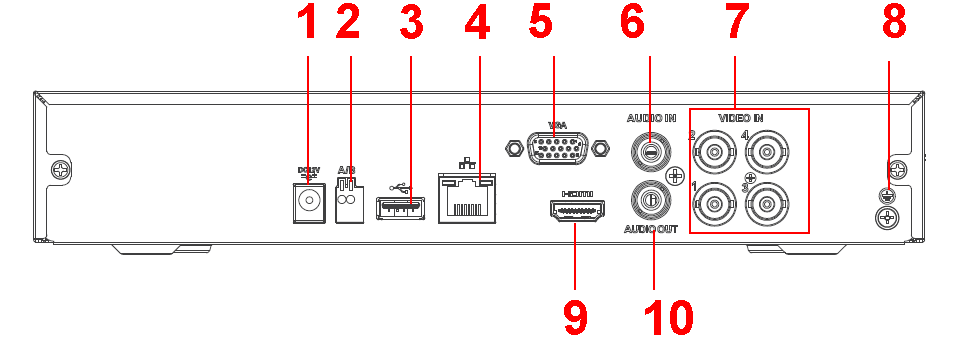 1 2 3 4 5 6 7 8
AUDIO IN VIDEO IN
VGA
2 4
A/B
HDMI
1 3
AUDIO OUT
9 10